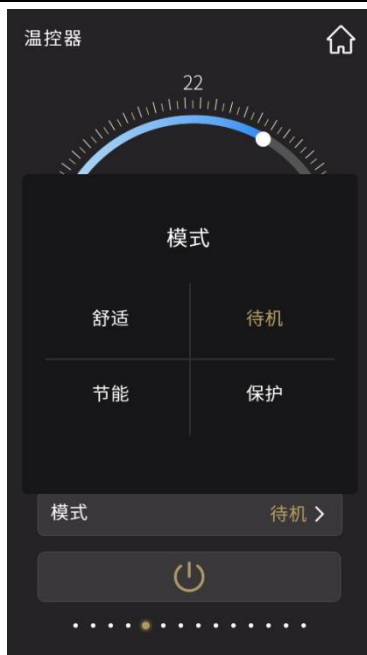 温控器
22
模式
舒适 待机
节能 保护
模式 待机